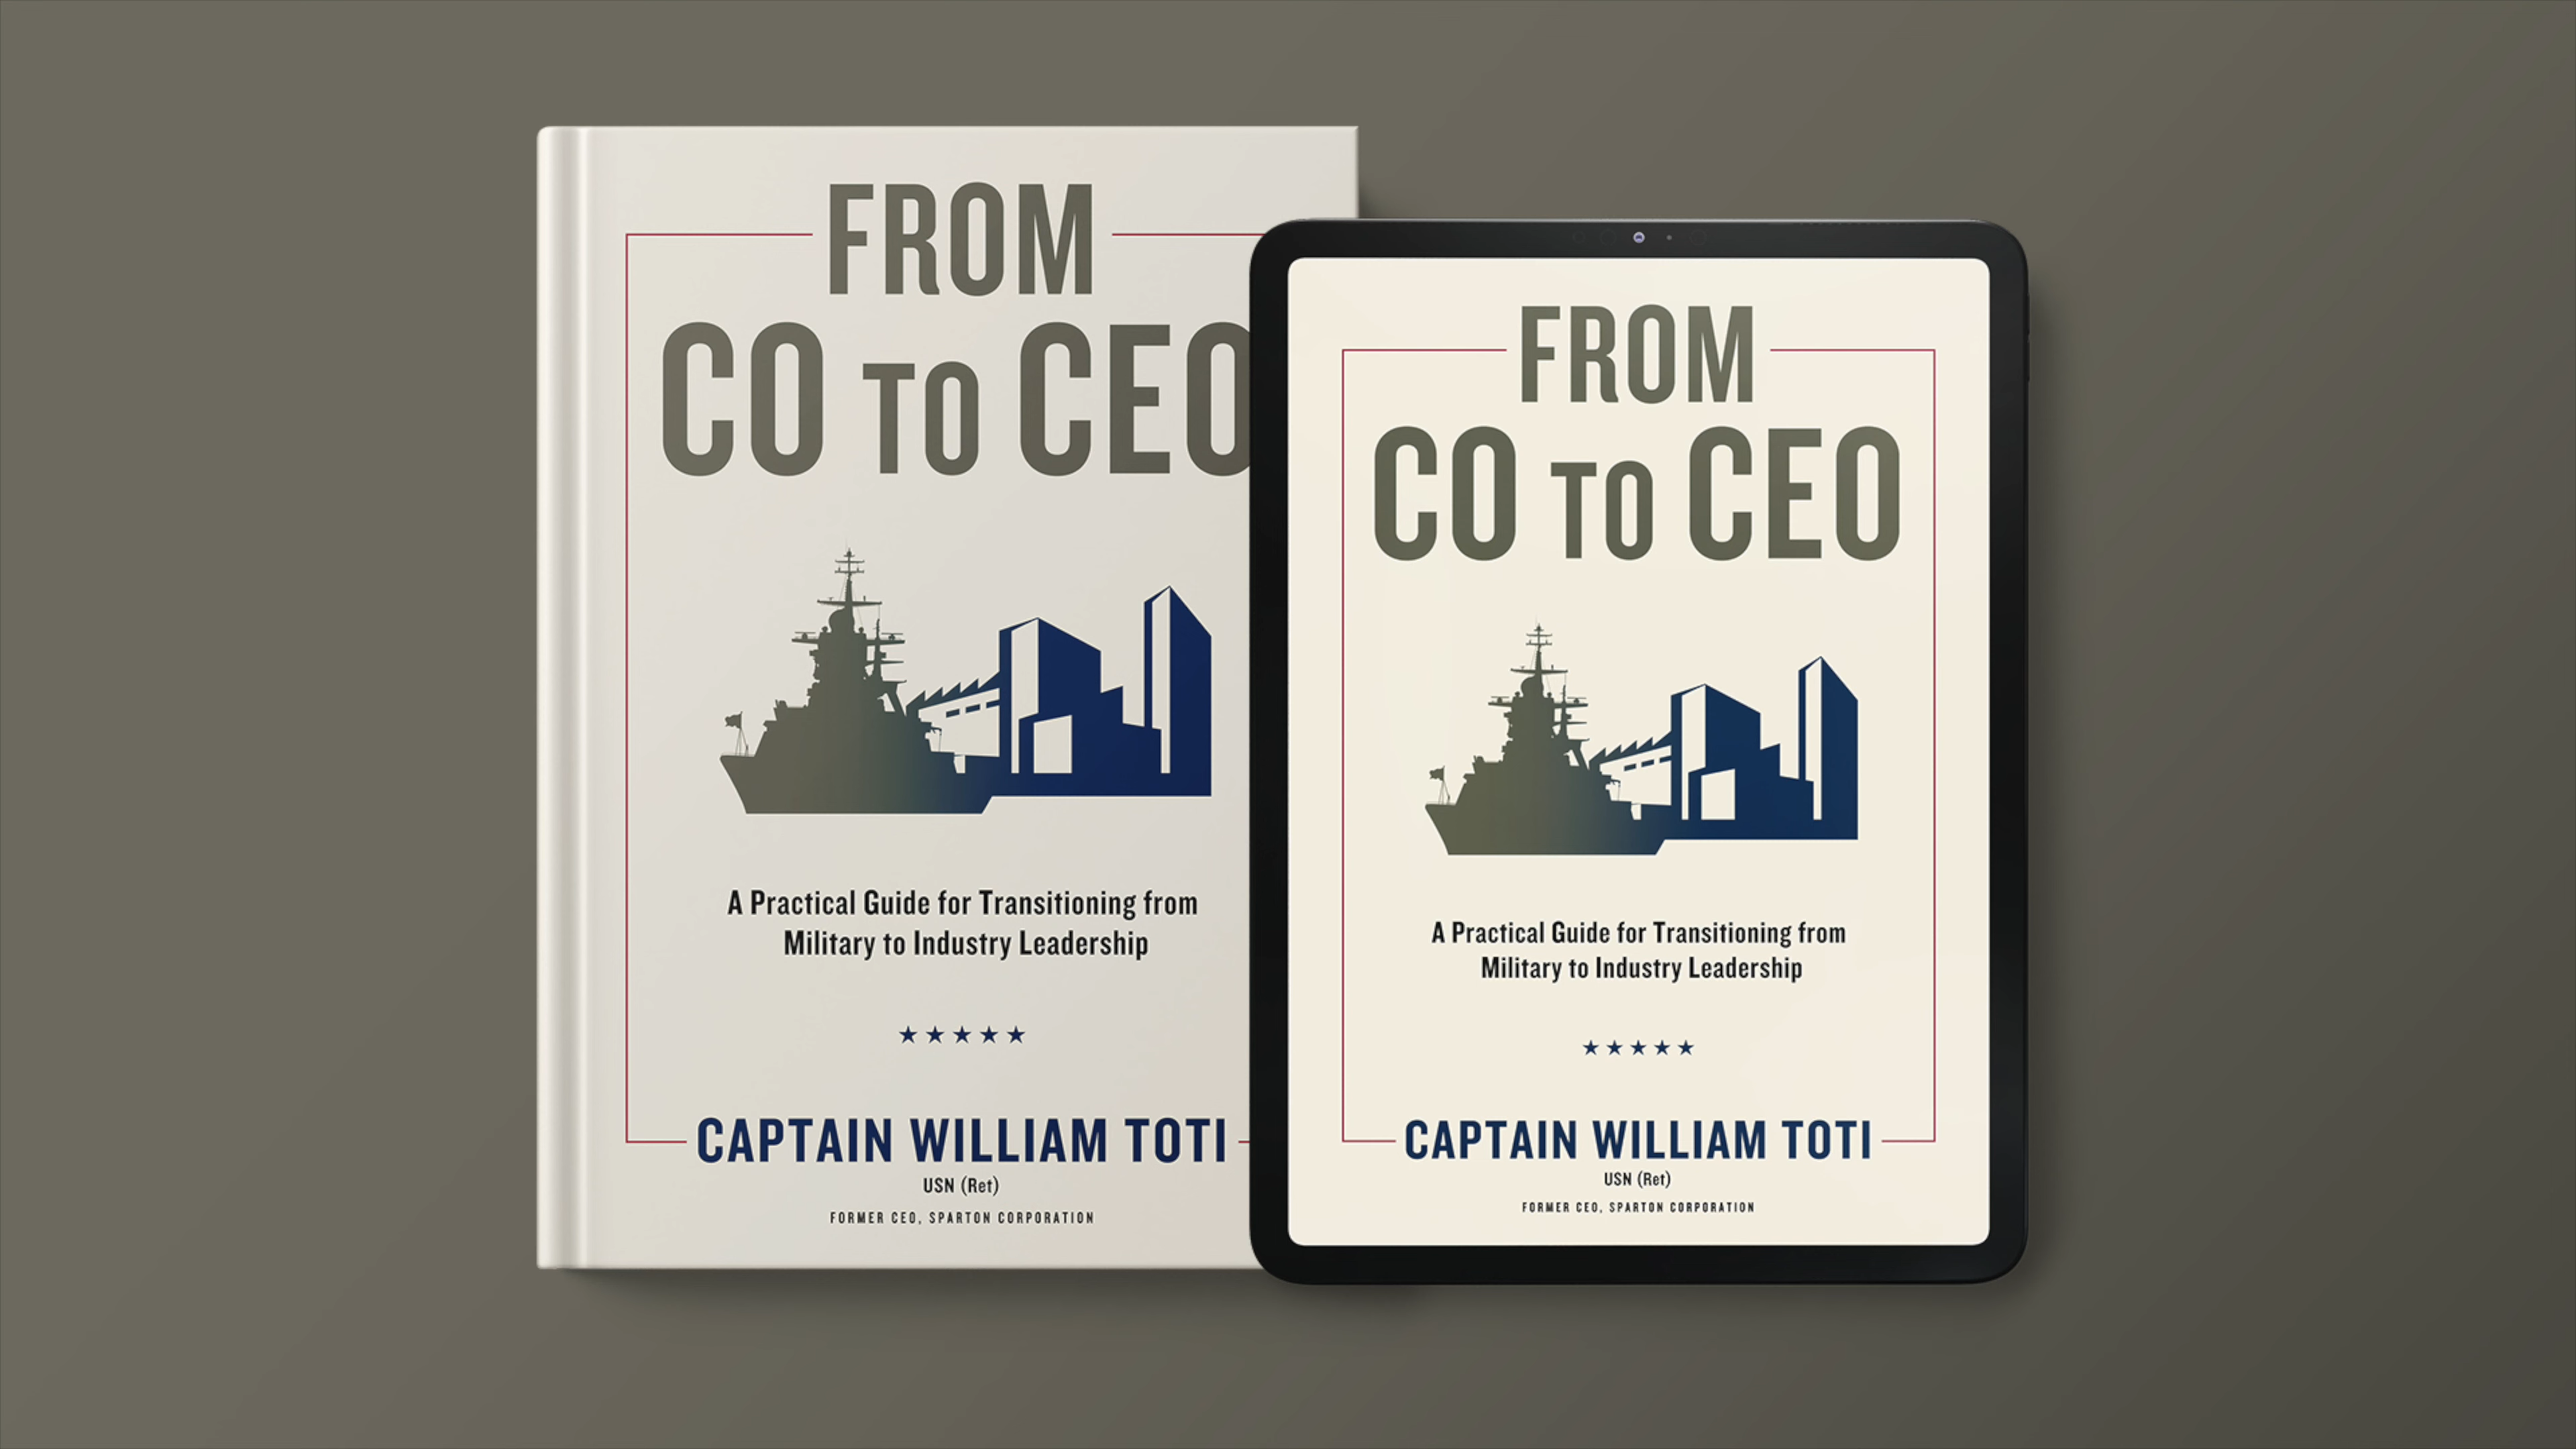 FROM
CO TO CEO
A Practical Guide for Transitioning from
Military to Industry Leadership
CAPTAIN WILLIAM TOTI
USN (Ret)
FORMER CEO, SPARTON CORPORATION
FROM
CO TO CEO
A Practical Guide for Transitioning from
Military to Industry Leadership
CAPTAIN WILLIAM TOTI
USN (Ret)
FORMER CEO, SPARTON CORPORATION